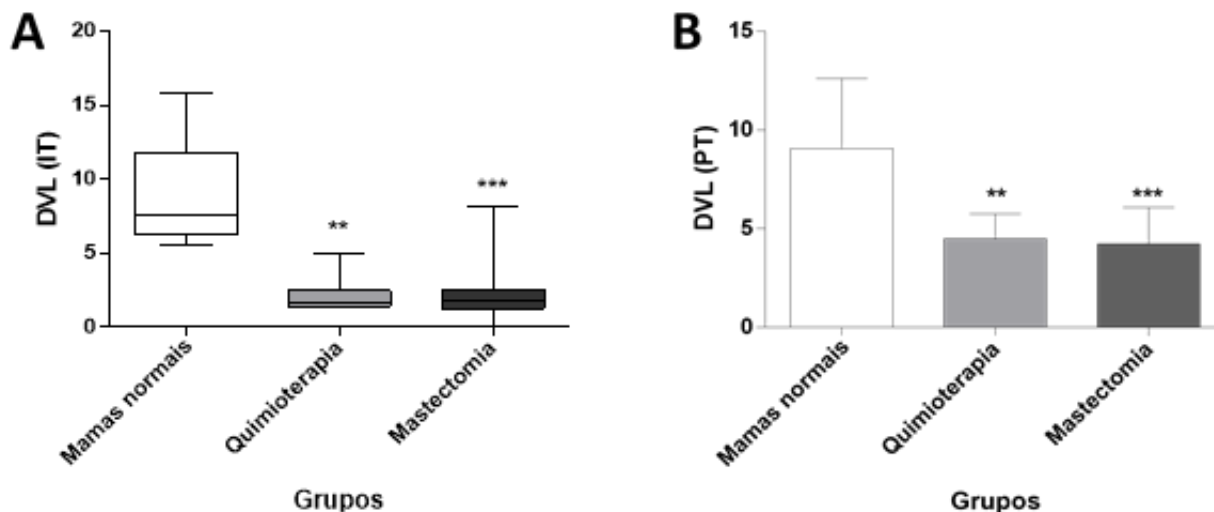 A
DVL (IT)
20
15
10
5
0
**
***
Mamas normais
Quimioterapia
Mastectomia
Grupos
B
DVL (PT)
15
10
5
0
**
***
Mamas normais
Quimioterapia
Mastectomia
Grupos